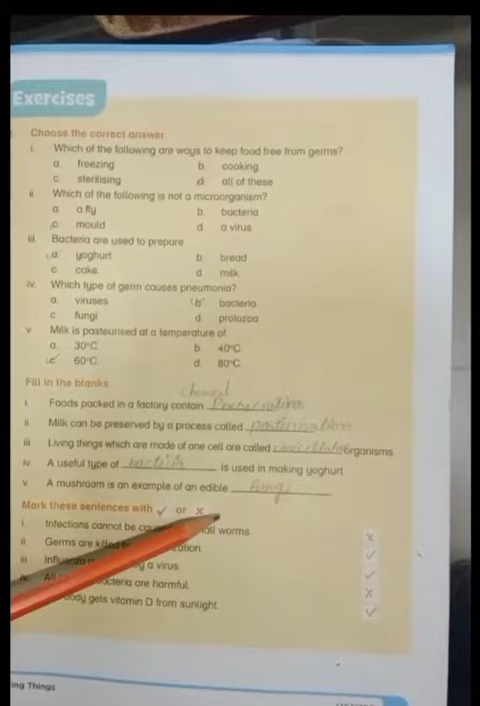 Exercises
Choose the correct answer.
i. Which of the following are ways to keep food free from germs?
a. freezing b. cooking
c. sterilising d. all of these
ii. Which of the following is not a microorganism?
a. a fly b. bacteria
c. mould d. a virus
iii. Bacteria are used to prepare
a. yoghurt b. bread
c. cake d. milk
iv. Which type of germ causes pneumonia?
a. viruses b. bacteria
c. fungi d. protozoa
v. Milk is pasteurised at a temperature of
a. 30°C b. 40°C
c. 60°C d. 80°C
Fill in the blanks.
chemical
i. Foods packed in a factory contain Preservatives
ii. Milk can be preserved by a process called
iii. Living things which are made of one cell are called organisms
iv. A useful type of bacteria is used in making yoghurt.
v. A mushroom is an example of an edible fungi
Mark these sentences with ✓ or ✗
i. Infections cannot be worms. ✗
ii. Germs are killed ✓
iii. Influenza by a virus. ✓
iv. bacteria are harmful. ✗
body gets vitamin D from sunlight. ✓
ing Things